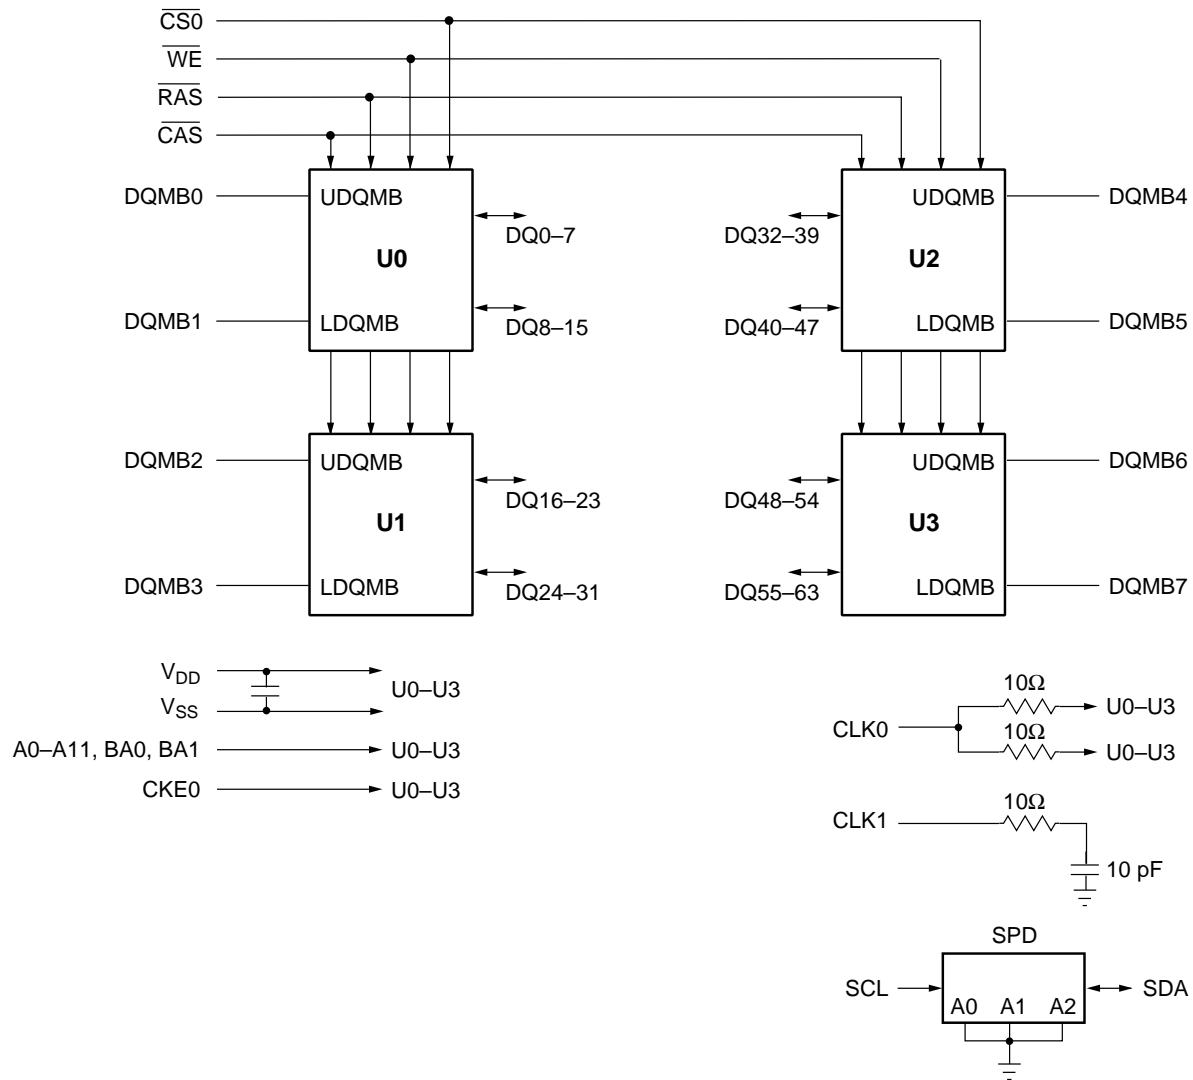 CS0
WE
RAS
CAS
DQMB0
UDQMB
DQ0–7
U0
DQMB1
LDQMB
DQ8–15
DQ32–39
UDQMB
DQMB4
U2
DQ40–47
LDQMB
DQMB5
DQMB2
UDQMB
DQ16–23
U1
DQMB3
LDQMB
DQ24–31
DQ48–54
UDQMB
DQMB6
U3
DQ55–63
LDQMB
DQMB7
VDD
VSS
U0–U3
A0–A11, BA0, BA1
U0–U3
CKE0
U0–U3
CLK0
10Ω
U0–U3
10Ω
U0–U3
CLK1
10Ω
10 pF
SPD
SCL
A0 A1 A2
SDA